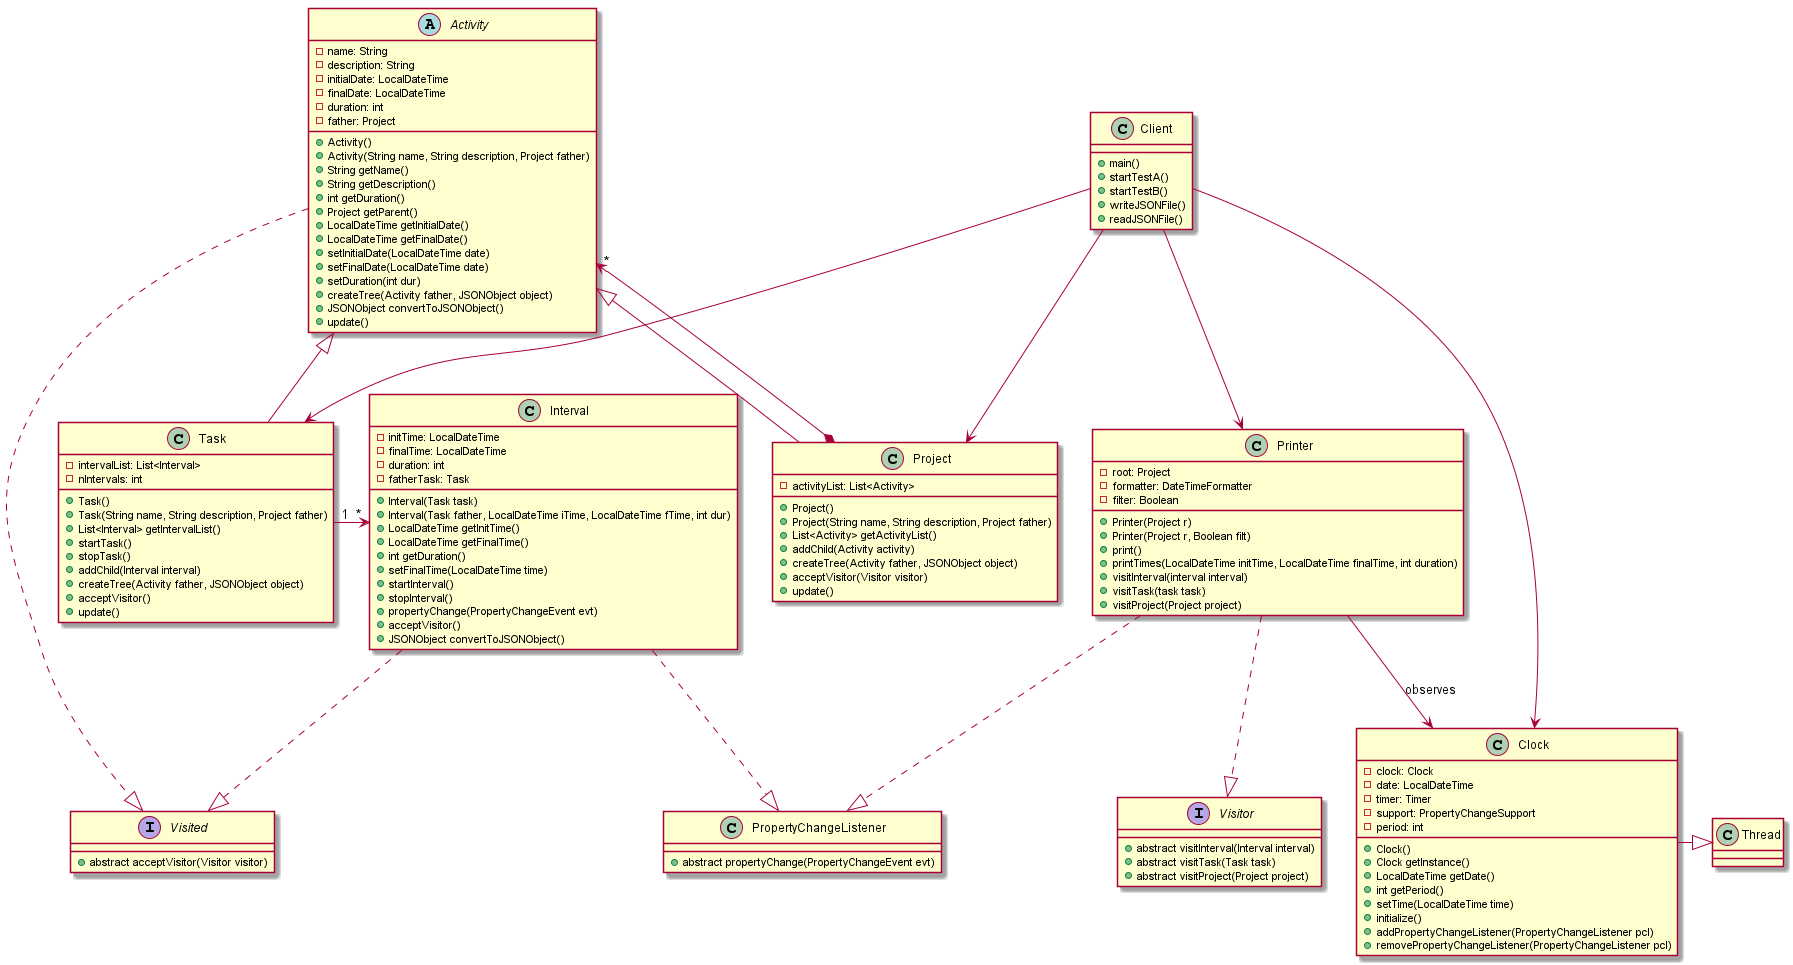 A Activity
name: String
description: String
initialDate: LocalDateTime
finalDate: LocalDateTime
duration: int
father: Project
Activity()
Activity(String name, String description, Project father)
String getName()
String getDescription()
int getDuration()
Project getParent()
LocalDateTime getInitialDate()
LocalDateTime getFinalDate()
setInitialDate(LocalDateTime date)
setFinalDate(LocalDateTime date)
setDuration(int dur)
createTree(Activity father, JSONObject object)
JSONObject convertToJSONObject()
update()
*
C Client
main()
startTestA()
startTestB()
writeJSONFile()
readJSONFile()
C Task
intervalList: List<Interval>
nIntervals: int
Task()
Task(String name, String description, Project father)
List<Interval> getIntervalList()
startTask()
stopTask()
addChild(Interval interval)
createTree(Activity father, JSONObject object)
acceptVisitor()
update()
1 *
C Interval
initTime: LocalDateTime
finalTime: LocalDateTime
duration: int
fatherTask: Task
Interval(Task task)
Interval(Task father, LocalDateTime iTime, LocalDateTime fTime, int dur)
LocalDateTime getInitTime()
LocalDateTime getFinalTime()
int getDuration()
setFinalTime(LocalDateTime time)
startInterval()
stopInterval()
propertyChange(PropertyChangeEvent evt)
acceptVisitor()
JSONObject convertToJSONObject()
C Project
activityList: List<Activity>
Project()
Project(String name, String description, Project father)
List<Activity> getActivityList()
addChild(Activity activity)
createTree(Activity father, JSONObject object)
acceptVisitor(Visitor visitor)
update()
C Printer
root: Project
formatter: DateTimeFormatter
filter: Boolean
Printer(Project r)
Printer(Project r, Boolean filt)
print()
printTimes(LocalDateTime initTime, LocalDateTime finalTime, int duration)
visitInterval(interval interval)
visitTask(task task)
visitProject(Project project)
observes
I Visited
abstract acceptVisitor(Visitor visitor)
C PropertyChangeListener
abstract propertyChange(PropertyChangeEvent evt)
I Visitor
abstract visitInterval(Interval interval)
abstract visitTask(Task task)
abstract visitProject(Project project)
C Clock
clock: Clock
date: LocalDateTime
timer: Timer
support: PropertyChangeSupport
period: int
Clock()
Clock getInstance()
LocalDateTime getDate()
int getPeriod()
setTime(LocalDateTime time)
initialize()
addPropertyChangeListener(PropertyChangeListener pcl)
removePropertyChangeListener(PropertyChangeListener pcl)
C Thread